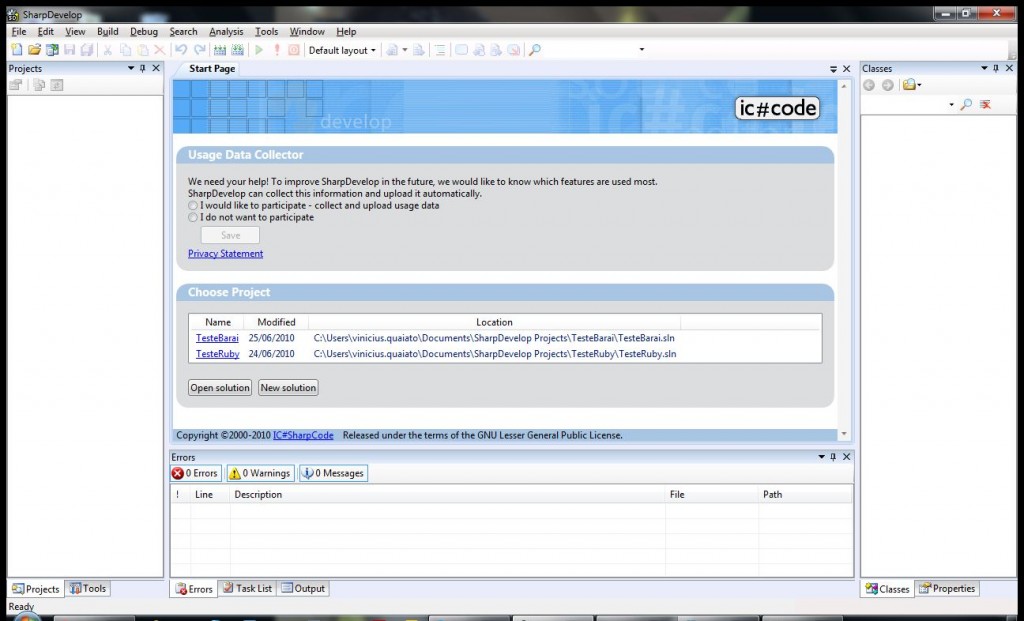 SharpDevelop
File Edit View Build Debug Search Analysis Tools Window Help
Default layout
Projects
Start Page
Classes
develop
ic#code
Usage Data Collector
We need your help! To improve SharpDevelop in the future, we would like to know which features are used most.
SharpDevelop can collect this information and upload it automatically.
I would like to participate - collect and upload usage data
I do not want to participate
Save
Privacy Statement
Choose Project
Name Modified Location
TesteBarai 25/06/2010 C:\Users\vinicius.quaiato\Documents\SharpDevelop Projects\TesteBarai\TesteBarai.sln
TesteRuby 24/06/2010 C:\Users\vinicius.quaiato\Documents\SharpDevelop Projects\TesteRuby\TesteRuby.sln
Open solution New solution
Copyright ©2000-2010 IC#SharpCode Released under the terms of the GNU Lesser General Public License.
Errors
0 Errors 0 Warnings 0 Messages
! Line Description File Path
Projects Tools
Errors Task List Output
Classes Properties
Ready